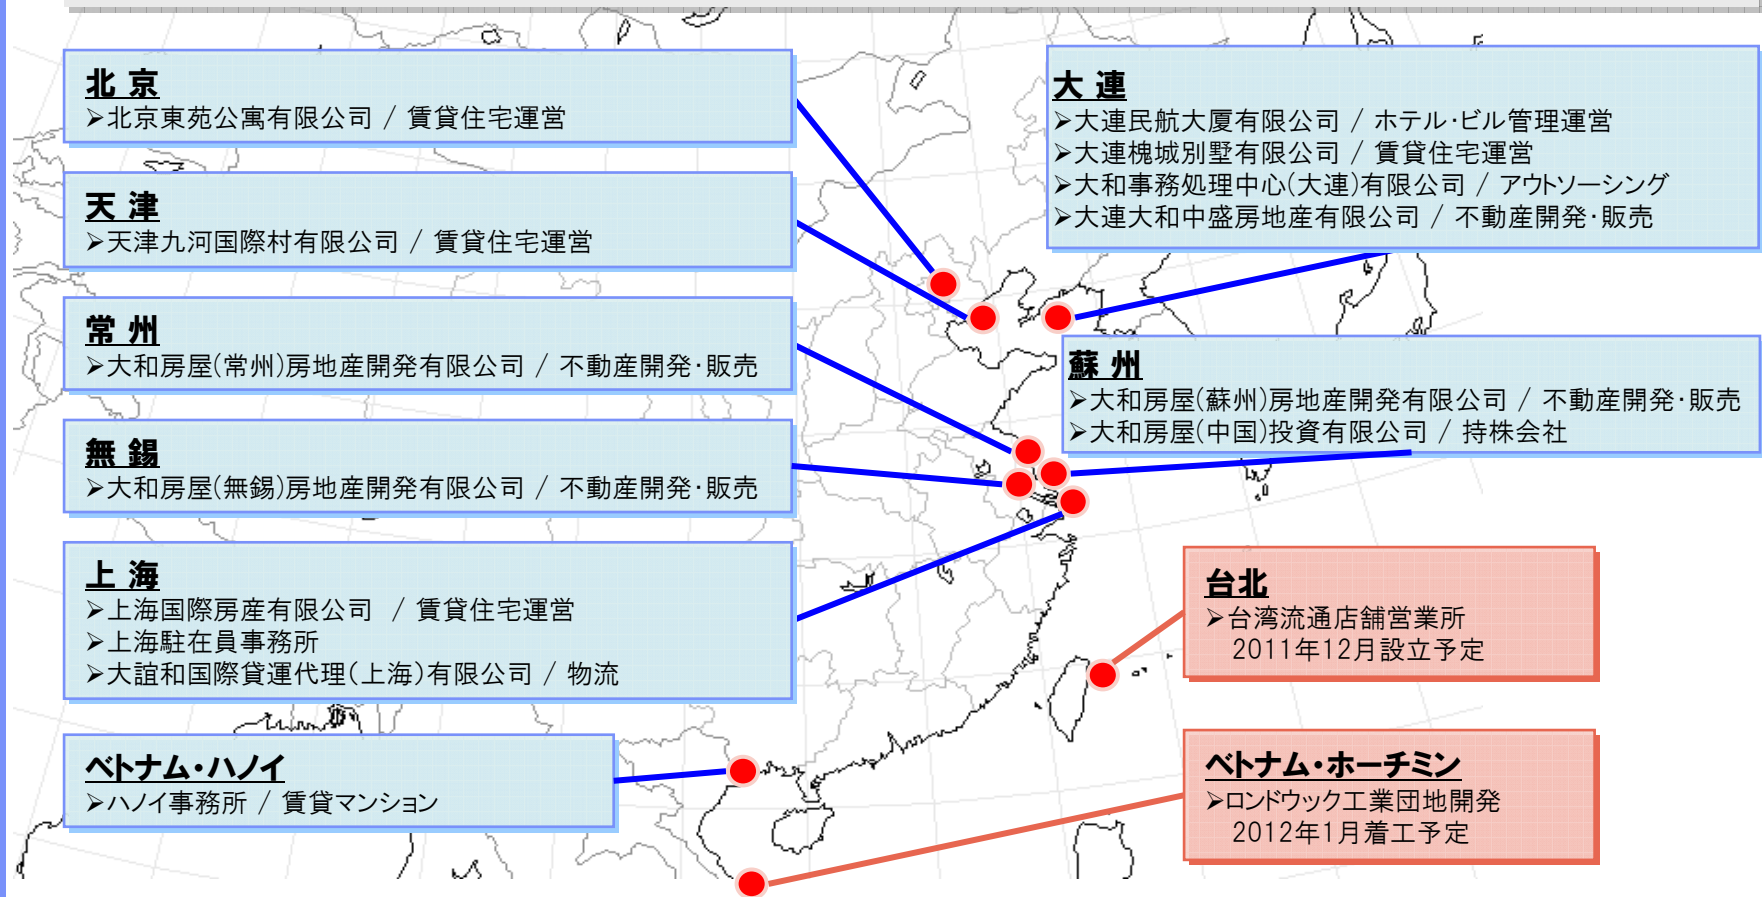 北 京
➢北京東苑公寓有限公司 / 賃貸住宅運営
天 津
➢天津九河国際村有限公司 / 賃貸住宅運営
常 州
➢大和房屋(常州)房地産開発有限公司 / 不動産開発・販売
無 錫
➢大和房屋(無錫)房地産開発有限公司 / 不動産開発・販売
上 海
➢上海国際房産有限公司 / 賃貸住宅運営
➢上海駐在員事務所
➢大誼和国際貨運代理(上海)有限公司 / 物流
ベトナム・ハノイ
➢ハノイ事務所 / 賃貸マンション
大 連
➢大連民航大厦有限公司 / ホテル・ビル管理運営
➢大連槐城別墅有限公司 / 賃貸住宅運営
➢大和事務処理中心(大連)有限公司 / アウトソーシング
➢大連大和中盛房地産有限公司 / 不動産開発・販売
蘇 州
➢大和房屋(蘇州)房地産開発有限公司 / 不動産開発・販売
➢大和房屋(中国)投資有限公司 / 持株会社
台北
➢台湾流通店舗営業所
2011年12月設立予定
ベトナム・ホーチミン
➢ロンドウック工業団地開発
2012年1月着工予定